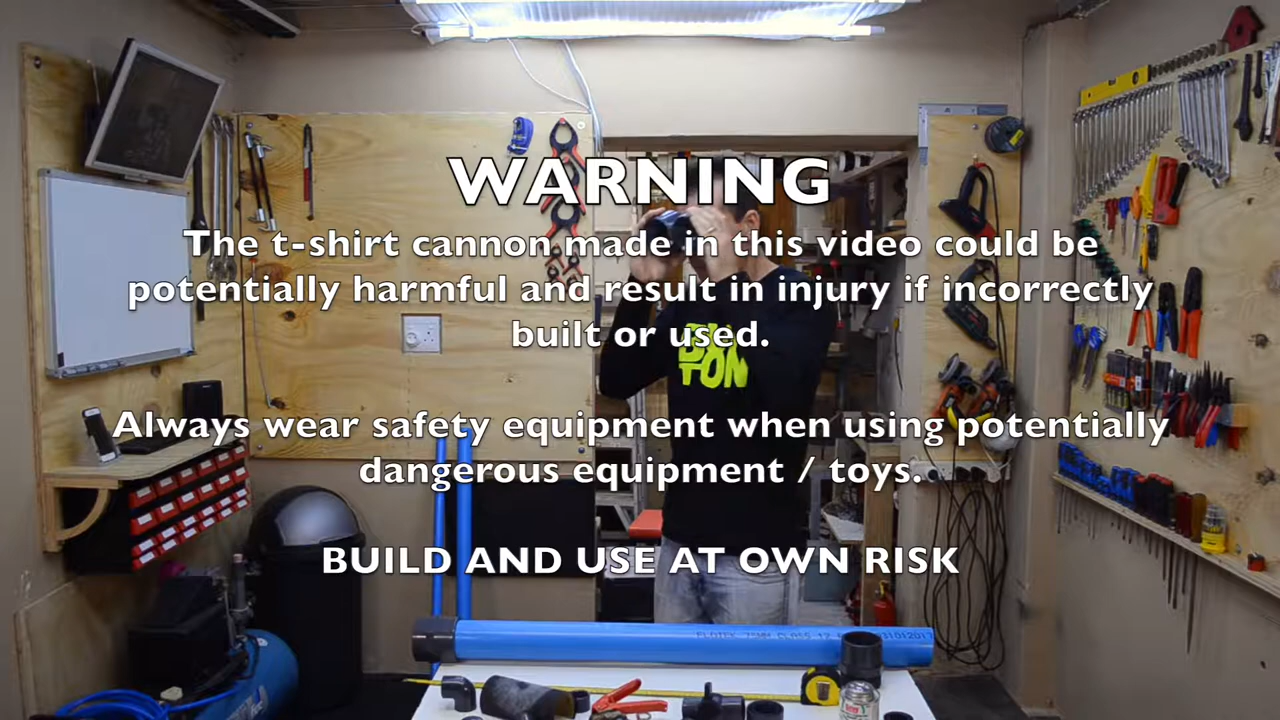 WARNING
The t-shirt cannon made in this video could be
potentially harmful and result in injury if incorrectly
built or used.
Always wear safety equipment when using potentially
dangerous equipment / toys.
BUILD AND USE AT OWN RISK